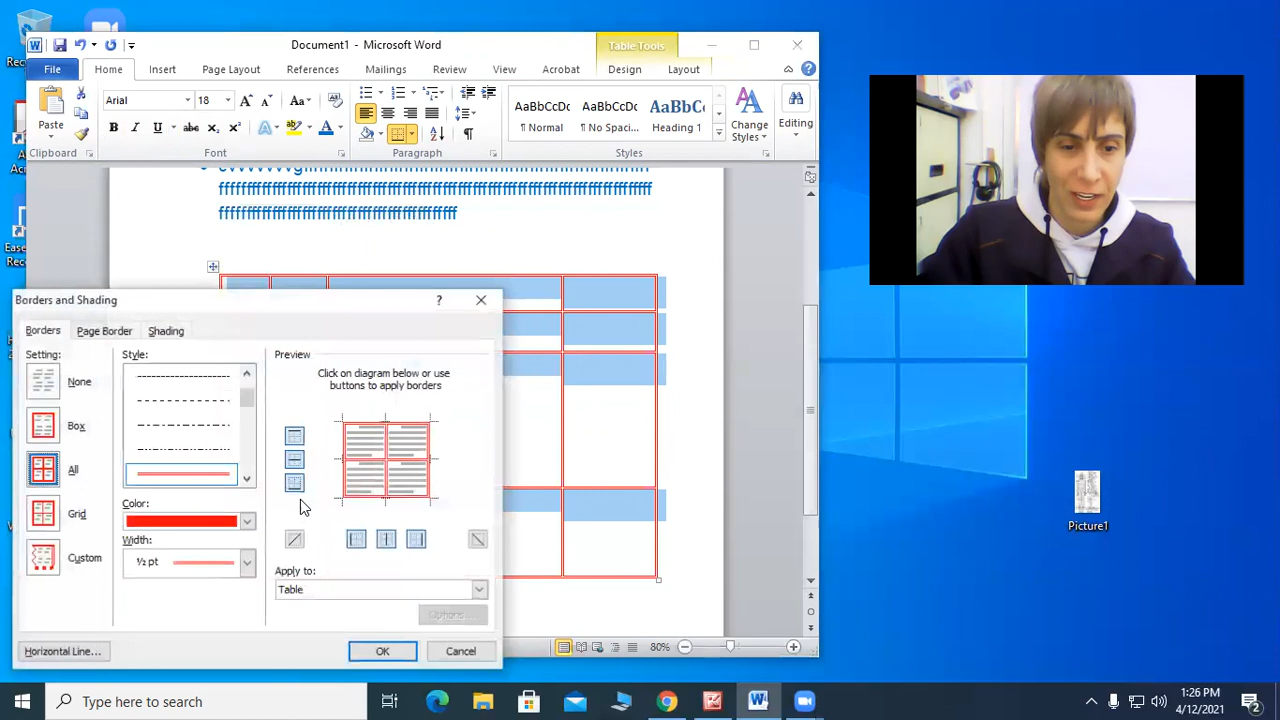 Document1 - Microsoft Word
Table Tools
File Home Insert Page Layout References Mailings Review View Acrobat Design Layout
Paste
Arial 18
AaBbCcDc AaBbCcDc AaBbCc
¶ Normal ¶ No Spaci... Heading 1
Change
Styles
Editing
Clipboard Font Paragraph Styles
Borders and Shading
Borders Page Border Shading
Setting:
None
Box
All
Grid
Custom
Style:
Color:
Width:
½ pt
Preview
Click on diagram below or use
buttons to apply borders
Apply to:
Table
Options...
Horizontal Line...
OK
Cancel
80%
Picture1
Type here to search
1:26 PM
4/12/2021
2